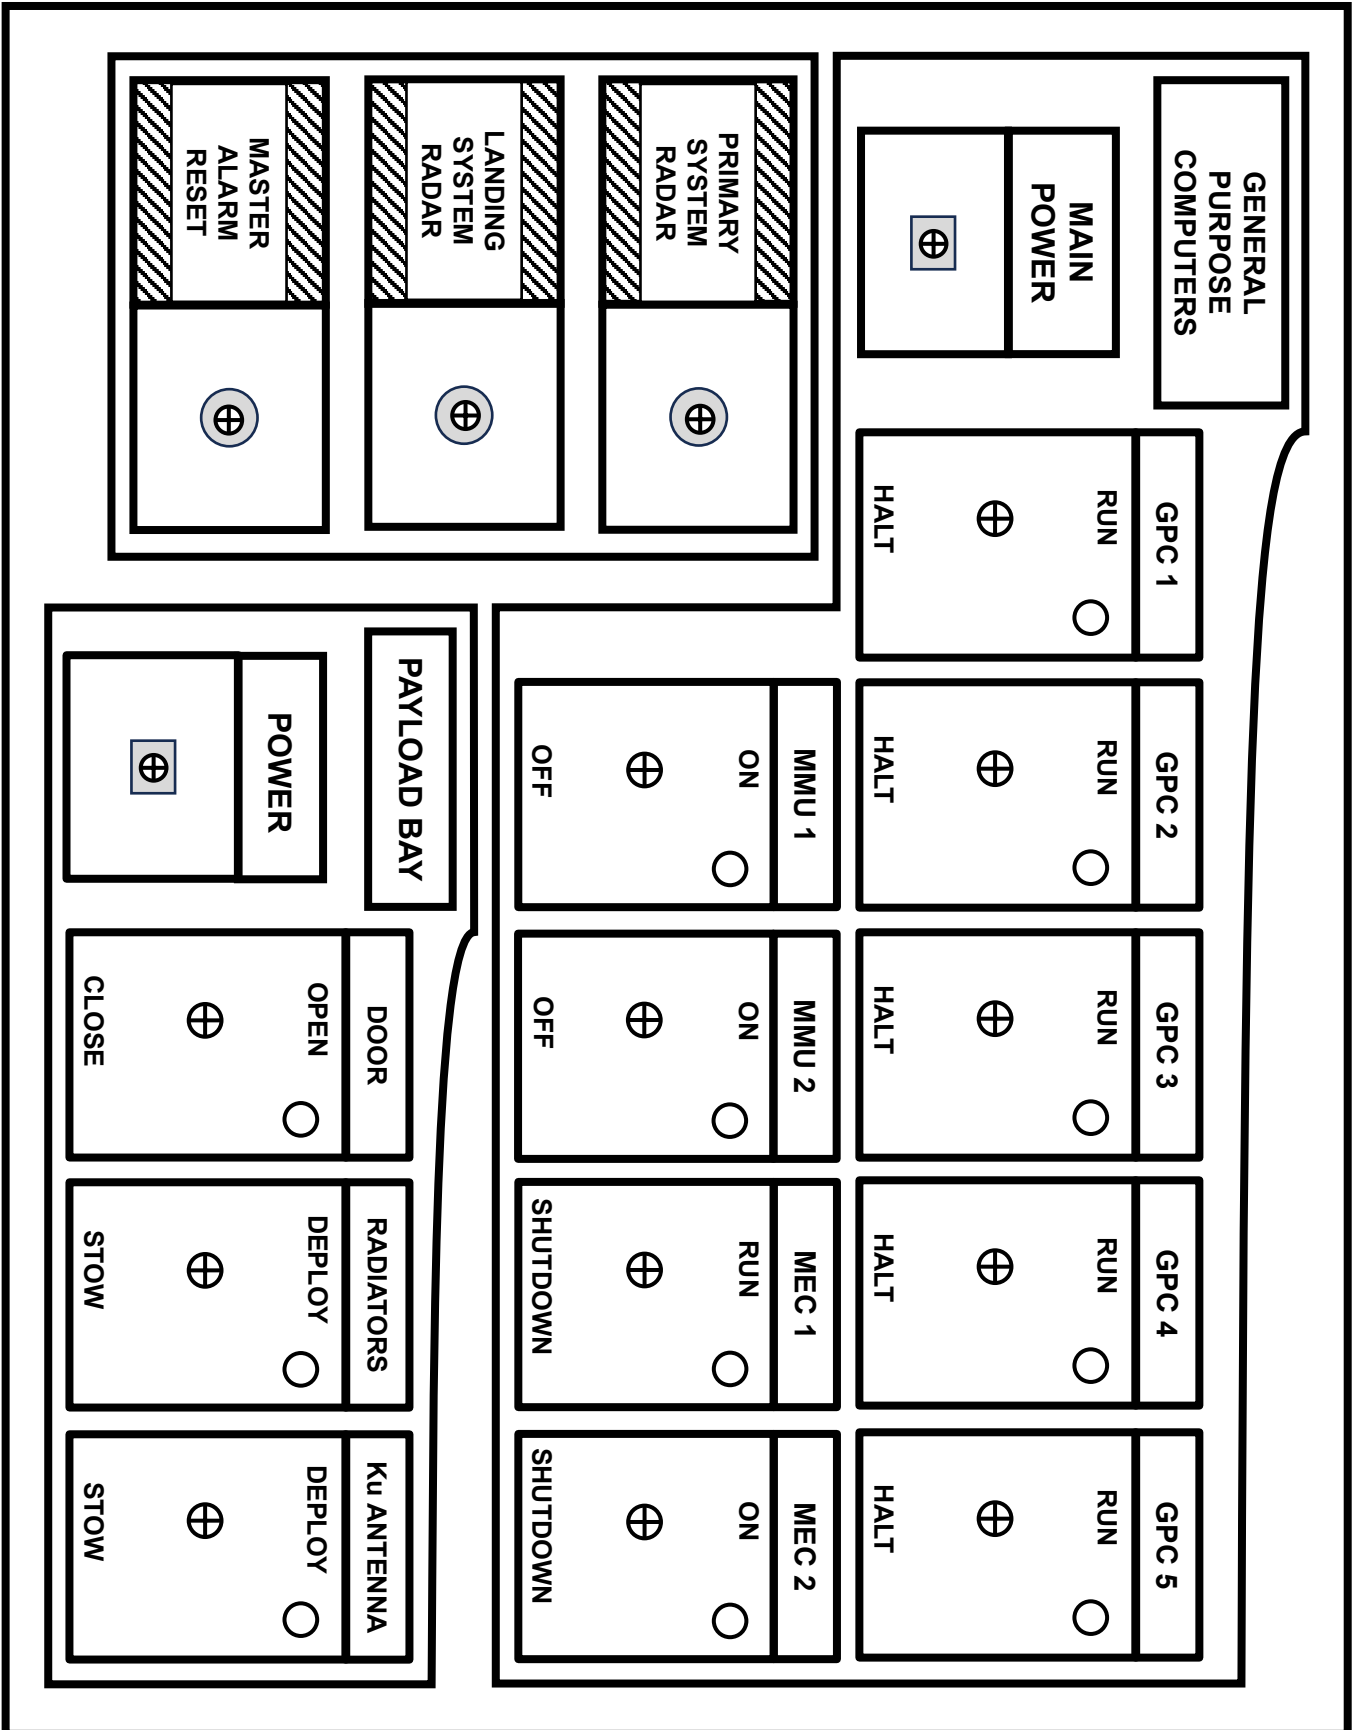 GENERAL
PURPOSE
COMPUTERS
MAIN
POWER
GPC 1
RUN
HALT
GPC 2
RUN
HALT
GPC 3
RUN
HALT
GPC 4
RUN
HALT
GPC 5
RUN
HALT
PRIMARY
SYSTEM
RADAR
LANDING
SYSTEM
RADAR
MASTER
ALARM
RESET
MMU 1
ON
OFF
MMU 2
ON
OFF
MEC 1
RUN
SHUTDOWN
MEC 2
ON
SHUTDOWN
PAYLOAD BAY
POWER
DOOR
OPEN
CLOSE
RADIATORS
DEPLOY
STOW
Ku ANTENNA
DEPLOY
STOW